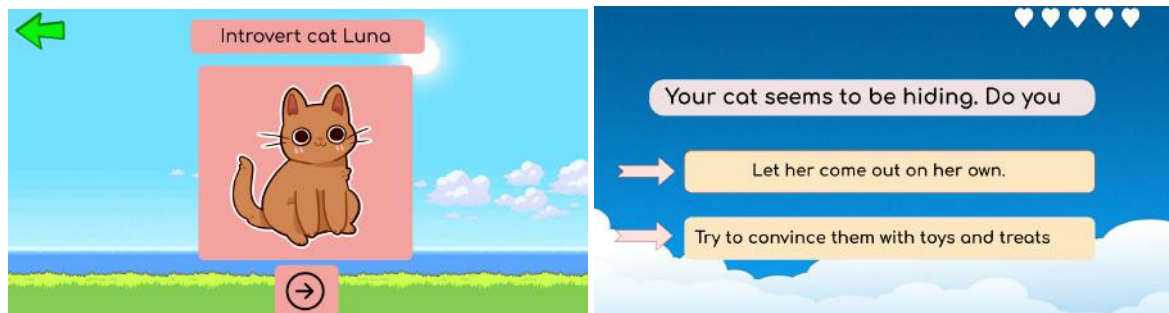 Introvert cat Luna
Your cat seems to be hiding. Do you
Let her come out on her own.
Try to convince them with toys and treats